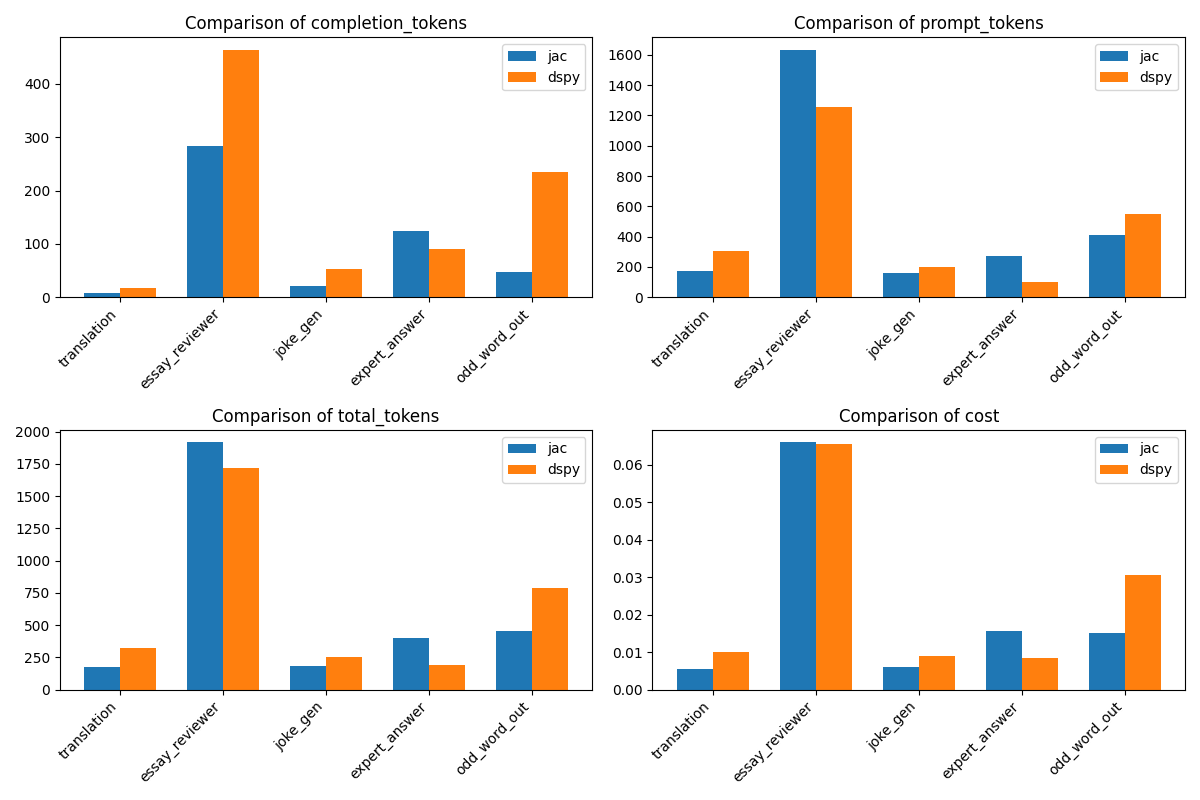 Comparison of completion_tokens
jac
dspy
400
300
200
100
0
translation
essay_reviewer
joke_gen
expert_answer
odd_word_out
Comparison of prompt_tokens
jac
dspy
1600
1400
1200
1000
800
600
400
200
0
translation
essay_reviewer
joke_gen
expert_answer
odd_word_out
Comparison of total_tokens
jac
dspy
2000
1750
1500
1250
1000
750
500
250
0
translation
essay_reviewer
joke_gen
expert_answer
odd_word_out
Comparison of cost
jac
dspy
0.06
0.05
0.04
0.03
0.02
0.01
0.00
translation
essay_reviewer
joke_gen
expert_answer
odd_word_out